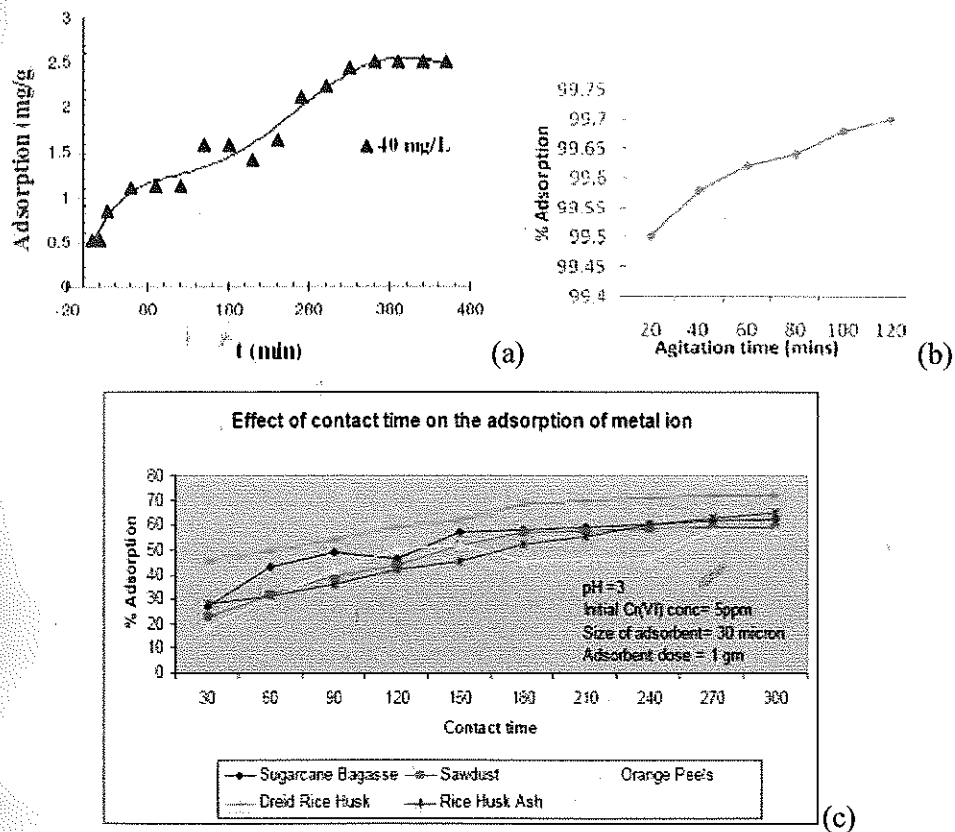 3
2.5
2
1.5
1
0.5
0
Adsorption (mg/g
40 mg/L
-20 80 180 280 380 480
t (min)
(a)
99.75
99.7
99.65
99.6
99.55
99.5
99.45
99.4
% Adsorption
20 40 60 80 100 120
Agitation time (mins)
(b)
Effect of contact time on the adsorption of metal ion
80
70
60
50
40
30
20
10
0
% Adsorption
pH =3
Initial Cr(VI) conc= 5ppm
Size of adsorbent= 30 micron
Adsorbent dose = 1 gm
30 60 90 120 150 180 210 240 270 300
Contact time
Sugarcane Bagasse Sawdust Orange Peels
Dreid Rice Husk Rice Husk Ash
(c)